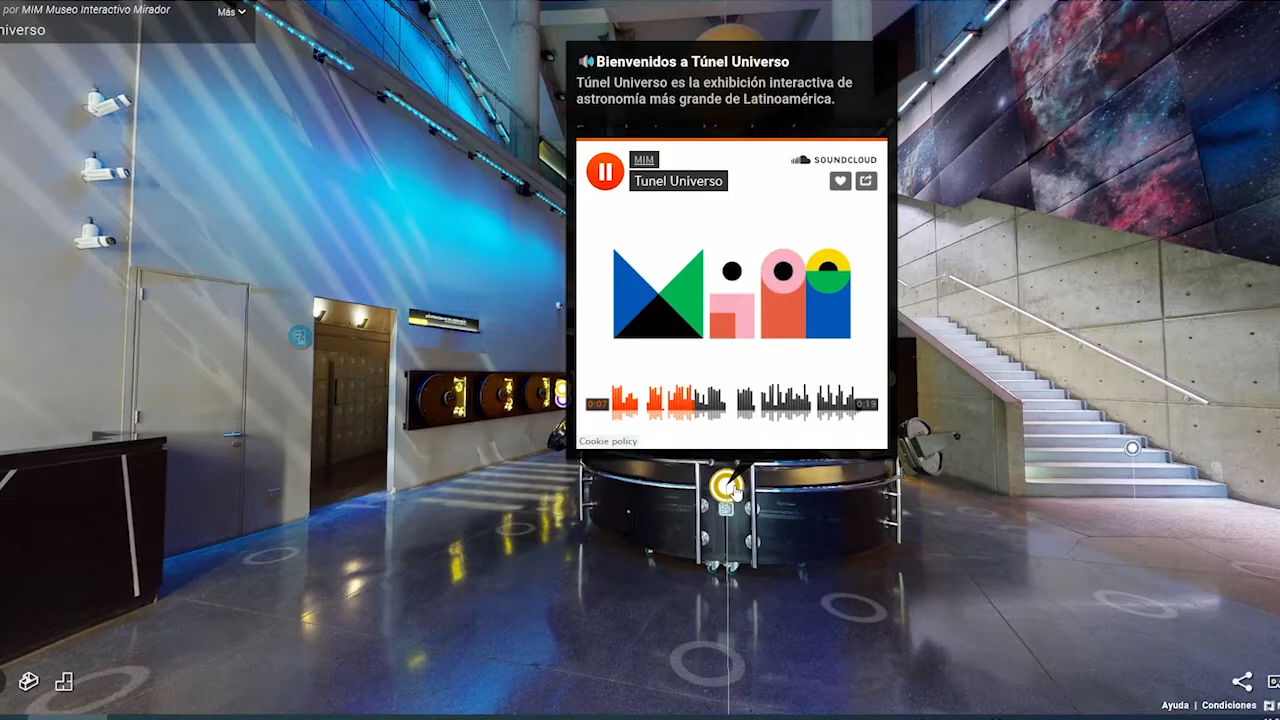 por MIM Museo Interactivo Mirador
Más
niverso
Bienvenidos a Túnel Universo
Túnel Universo es la exhibición interactiva de
astronomía más grande de Latinoamérica.
MIM
SOUNDCLOUD
Tunel Universo
0:07
0:19
Cookie policy
Ayuda | Condiciones